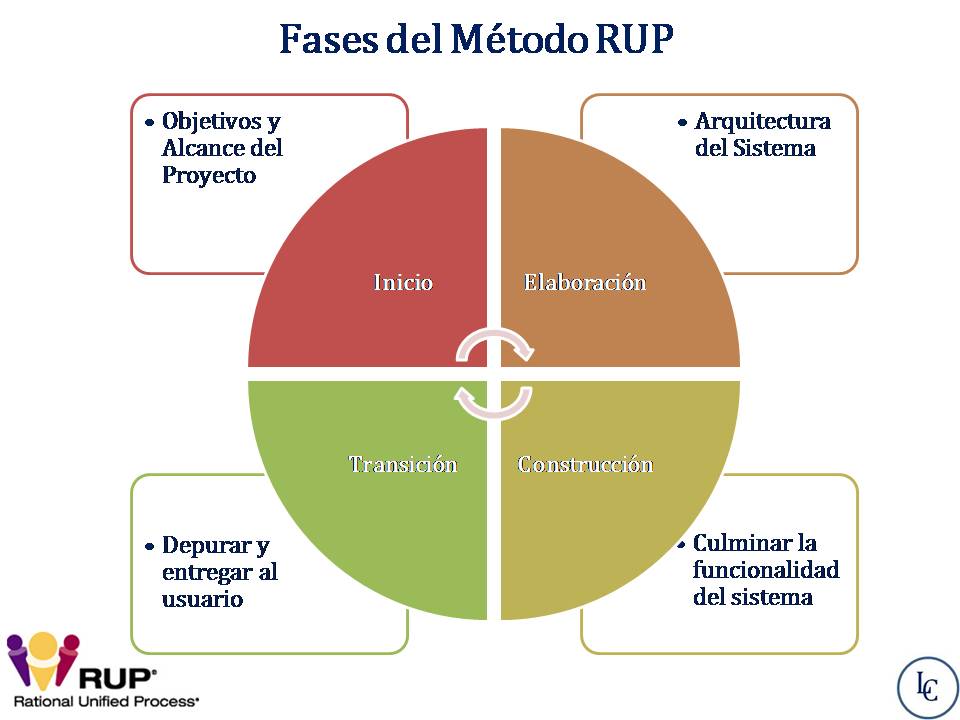 Fases del Método RUP
• Objetivos y
Alcance del
Proyecto
• Arquitectura
del Sistema
Inicio
Elaboración
Transición
Construcción
• Depurar y
entregar al
usuario
• Culminar la
funcionalidad
del sistema
RUP®
Rational Unified Process®
LC